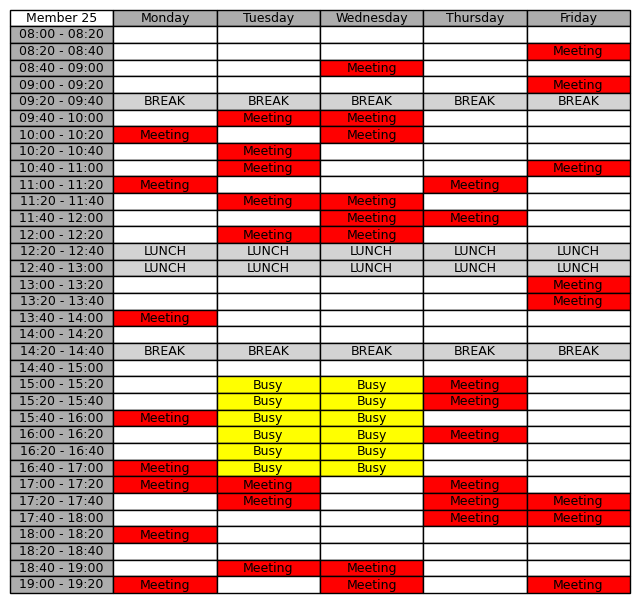 Member 25 Monday Tuesday Wednesday Thursday Friday
08:00 - 08:20
08:20 - 08:40 Meeting
08:40 - 09:00 Meeting
09:00 - 09:20 Meeting
09:20 - 09:40 BREAK BREAK BREAK BREAK BREAK
09:40 - 10:00 Meeting Meeting
10:00 - 10:20 Meeting Meeting
10:20 - 10:40 Meeting
10:40 - 11:00 Meeting Meeting
11:00 - 11:20 Meeting Meeting
11:20 - 11:40 Meeting Meeting
11:40 - 12:00 Meeting Meeting
12:00 - 12:20 Meeting Meeting
12:20 - 12:40 LUNCH LUNCH LUNCH LUNCH LUNCH
12:40 - 13:00 LUNCH LUNCH LUNCH LUNCH LUNCH
13:00 - 13:20 Meeting
13:20 - 13:40 Meeting
13:40 - 14:00 Meeting
14:00 - 14:20
14:20 - 14:40 BREAK BREAK BREAK BREAK BREAK
14:40 - 15:00
15:00 - 15:20 Busy Busy Meeting
15:20 - 15:40 Busy Busy Meeting
15:40 - 16:00 Meeting Busy Busy
16:00 - 16:20 Busy Busy Meeting
16:20 - 16:40 Busy Busy
16:40 - 17:00 Meeting Busy Busy
17:00 - 17:20 Meeting Meeting Meeting
17:20 - 17:40 Meeting Meeting Meeting
17:40 - 18:00 Meeting Meeting
18:00 - 18:20 Meeting
18:20 - 18:40
18:40 - 19:00 Meeting Meeting
19:00 - 19:20 Meeting Meeting Meeting